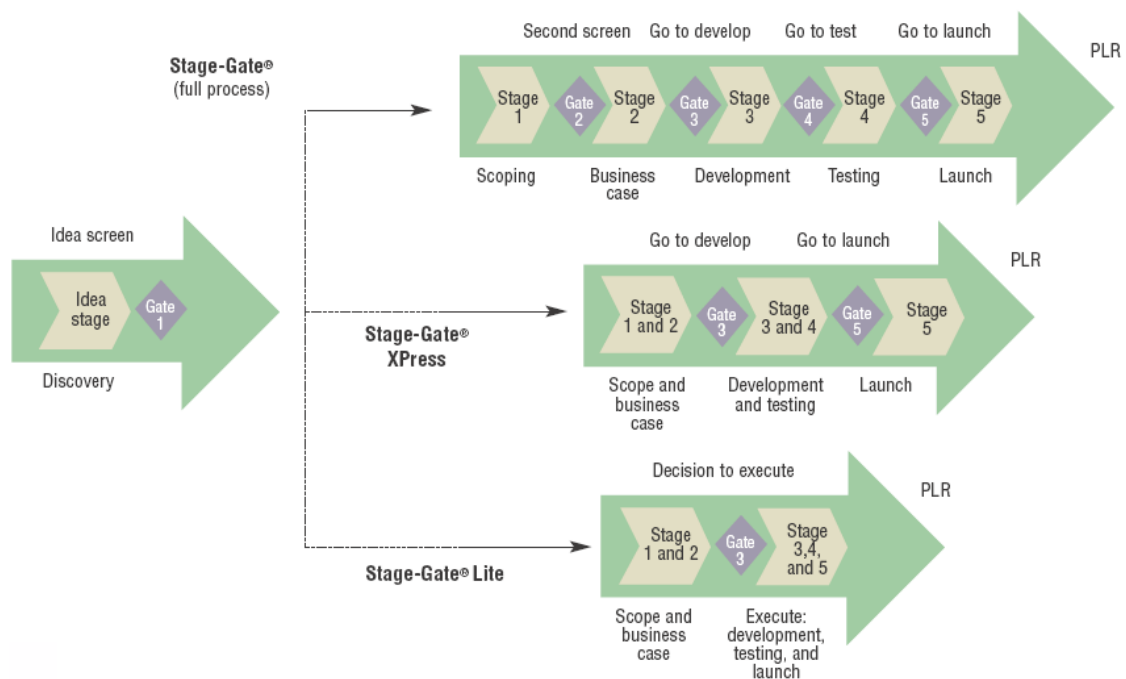 Stage-Gate®
(full process)
Second screen
Go to develop
Go to test
Go to launch
PLR
Stage
1
Gate
2
Stage
2
Gate
3
Stage
3
Gate
4
Stage
4
Gate
5
Stage
5
Scoping
Business
case
Development
Testing
Launch
Idea screen
Idea
stage
Gate
1
Discovery
Stage-Gate®
XPress
Go to develop
Go to launch
PLR
Stage
1 and 2
Gate
3
Stage
3 and 4
Gate
5
Stage
5
Scope and
business
case
Development
and testing
Launch
Stage-Gate® Lite
Decision to execute
PLR
Stage
1 and 2
Gate
3
Stage
3,4,
and 5
Scope and
business
case
Execute:
development,
testing, and
launch